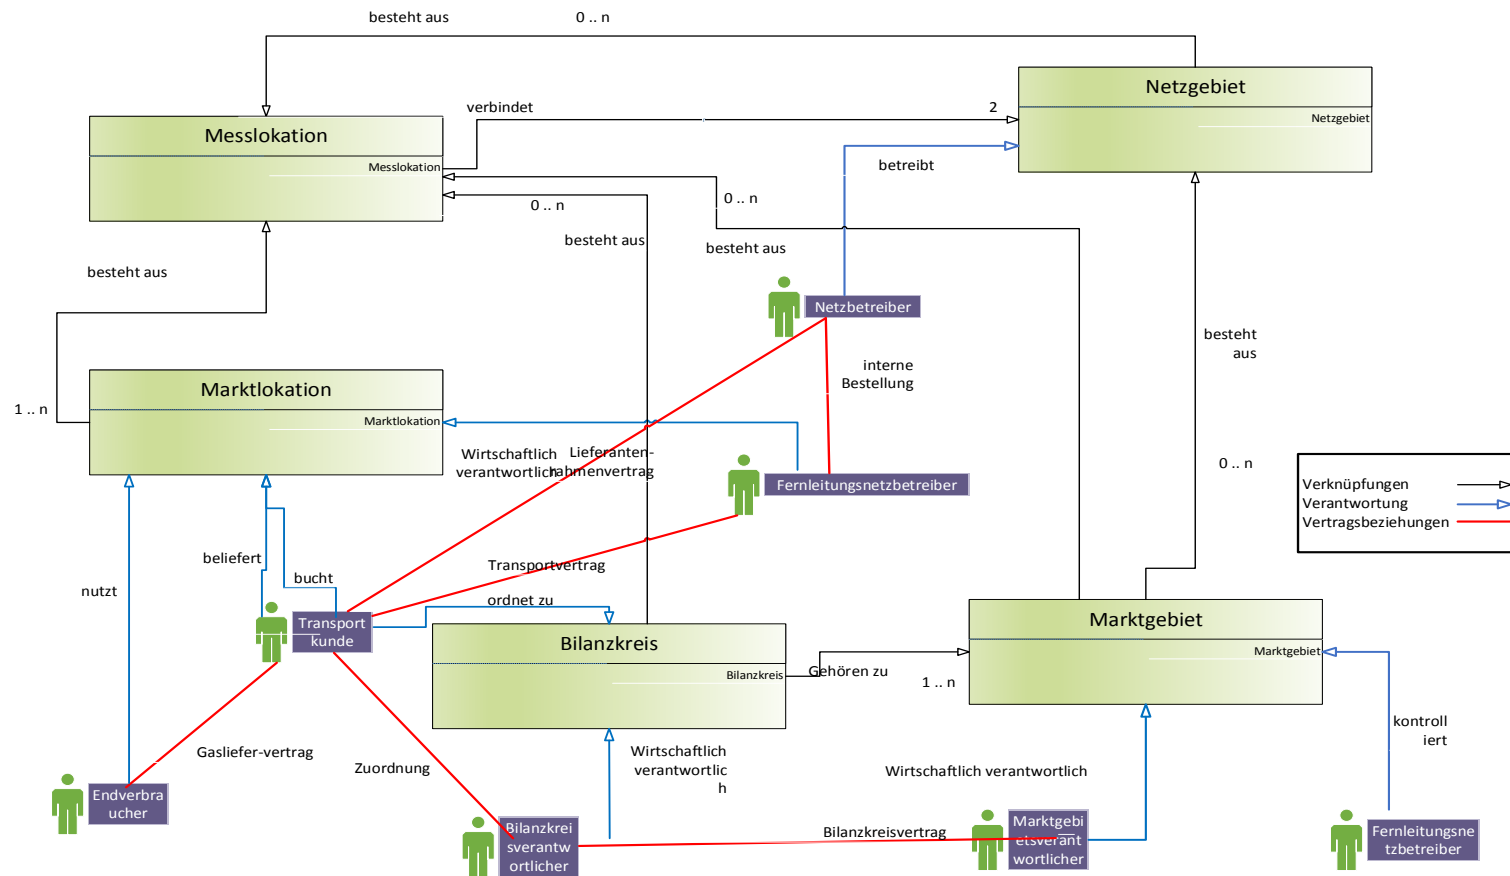 besteht aus
0 .. n
Netzgebiet
Netzgebiet
Messlokation
Messlokation
verbindet
2
betreibt
0 .. n
0 .. n
besteht aus
besteht aus
besteht aus
Netzbetreiber
besteht
aus
interne
Bestellung
Marktlokation
Marktlokation
1 .. n
Wirtschaftlich
verantwortlich
Lieferanten-
rahmenvertrag
Fernleitungsnetzbetreiber
0 .. n
Verknüpfungen
Verantwortung
Vertragsbeziehungen
beliefert
bucht
nutzt
Transportvertrag
ordnet zu
Transport
kunde
Bilanzkreis
Bilanzkreis
Gehören zu
1 .. n
Marktgebiet
Marktgebiet
kontroll
iert
Gasliefer-vertrag
Zuordnung
Wirtschaftlich
verantwortlic
h
Wirtschaftlich verantwortlich
Endverbra
ucher
Bilanzkrei
sverantw
ortlicher
Bilanzkreisvertrag
Marktgebi
etsverant
wortlicher
Fernleitungsne
tzbetreiber